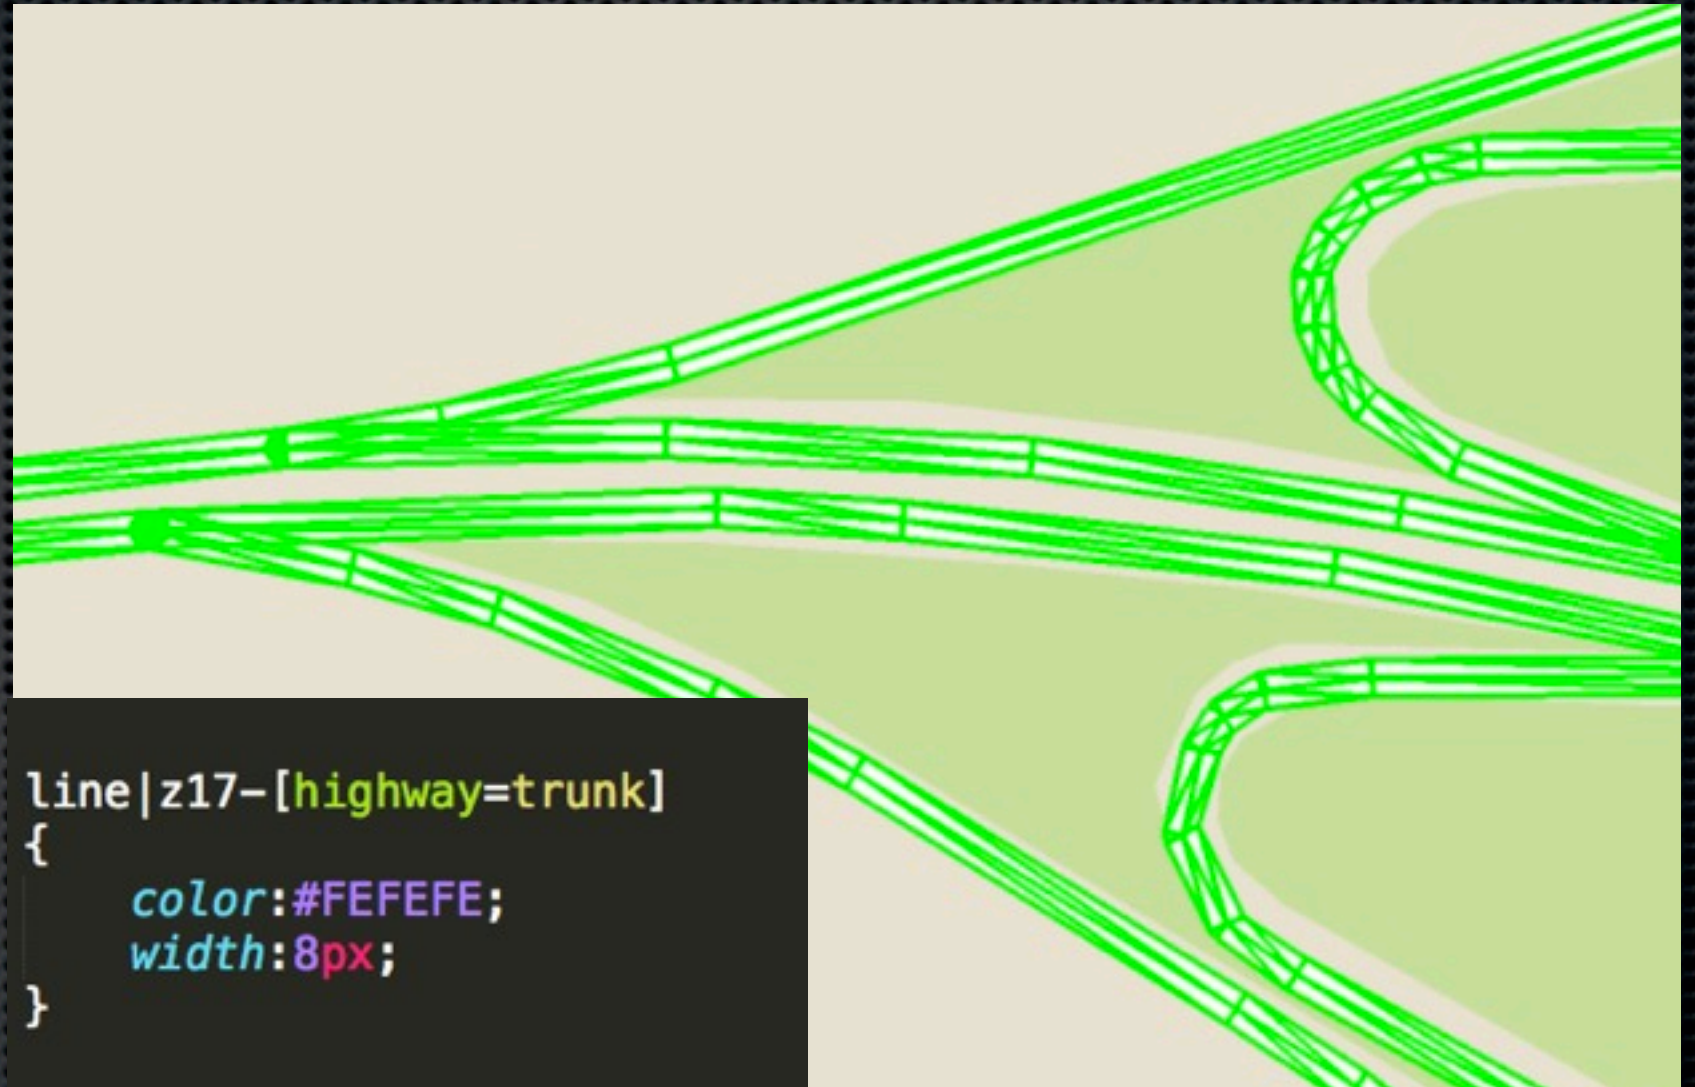 line|z17-[highway=trunk]
{
    color:#FEFEFE;
    width:8px;
}